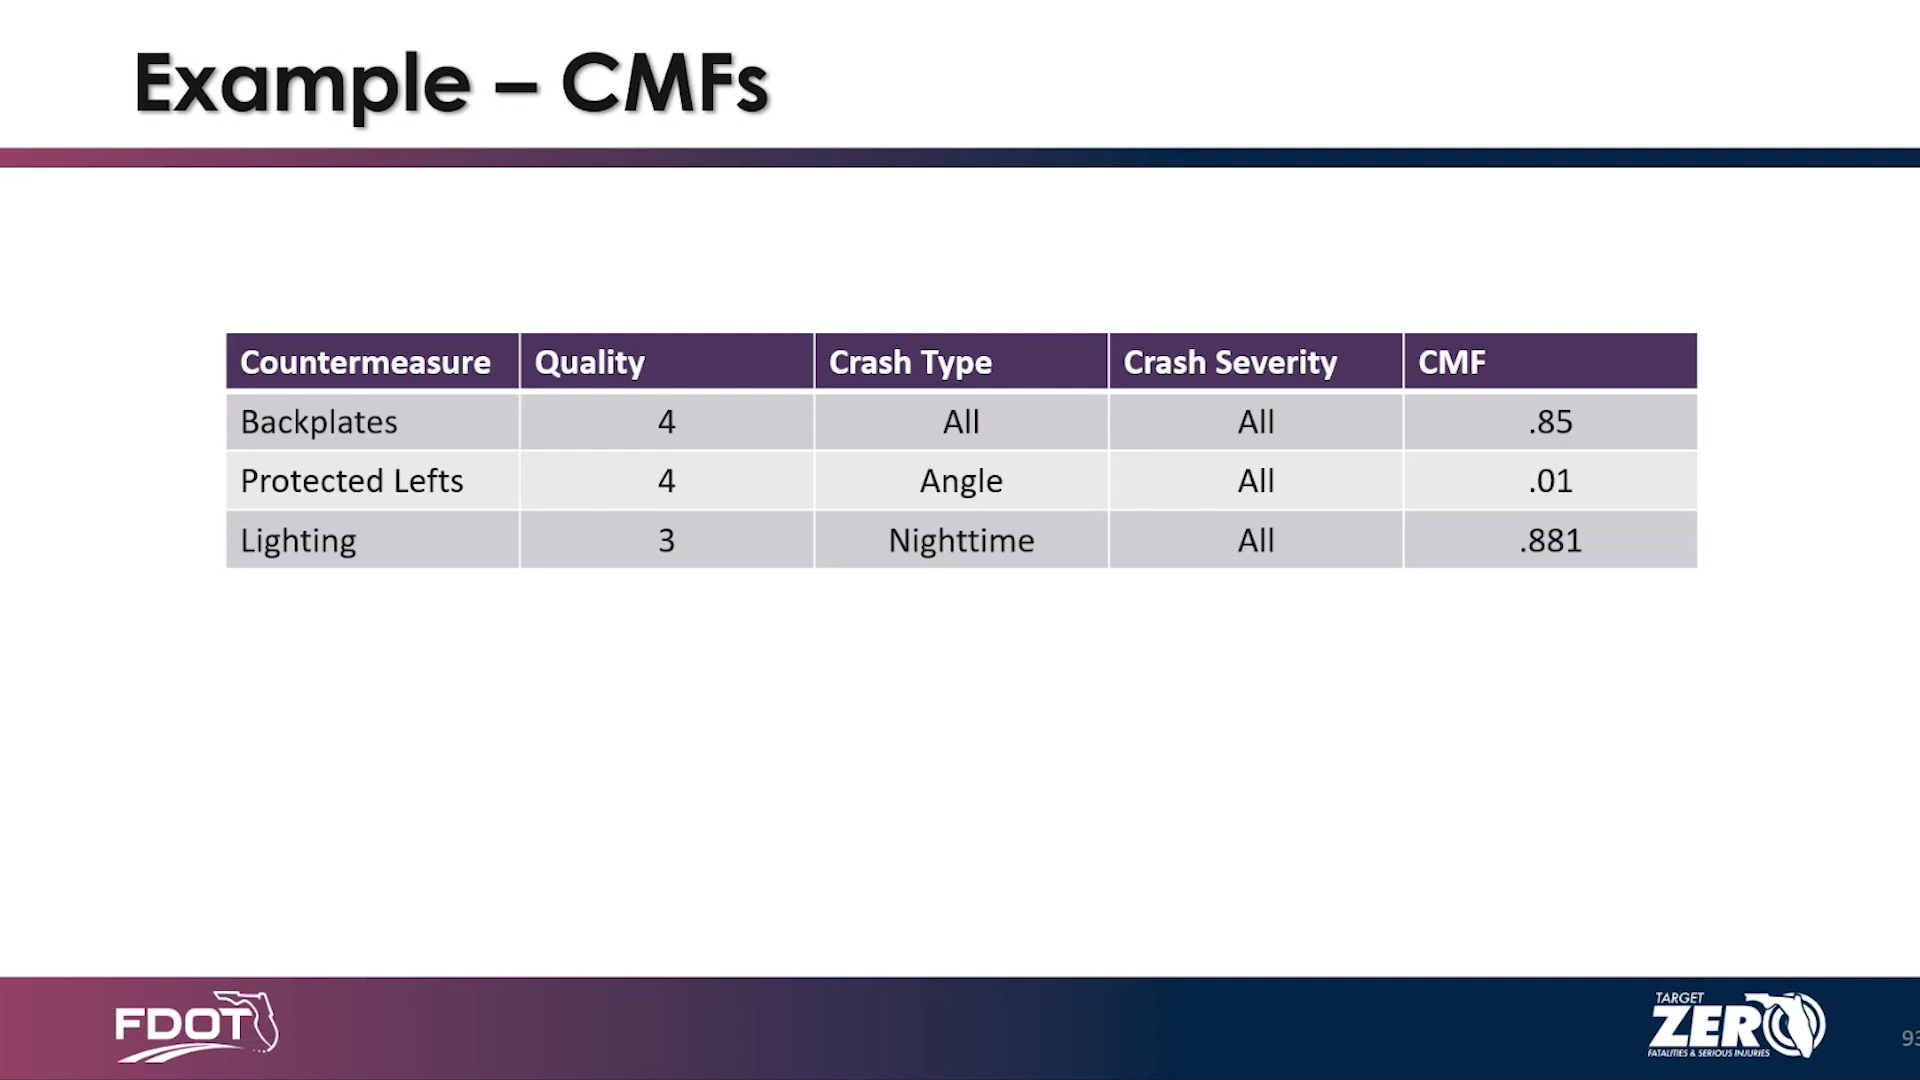 Example – CMFs
Countermeasure Quality Crash Type Crash Severity CMF
Backplates 4 All All .85
Protected Lefts 4 Angle All .01
Lighting 3 Nighttime All .881
FDOT
TARGET
ZERO
FATALITIES & SERIOUS INJURIES
93